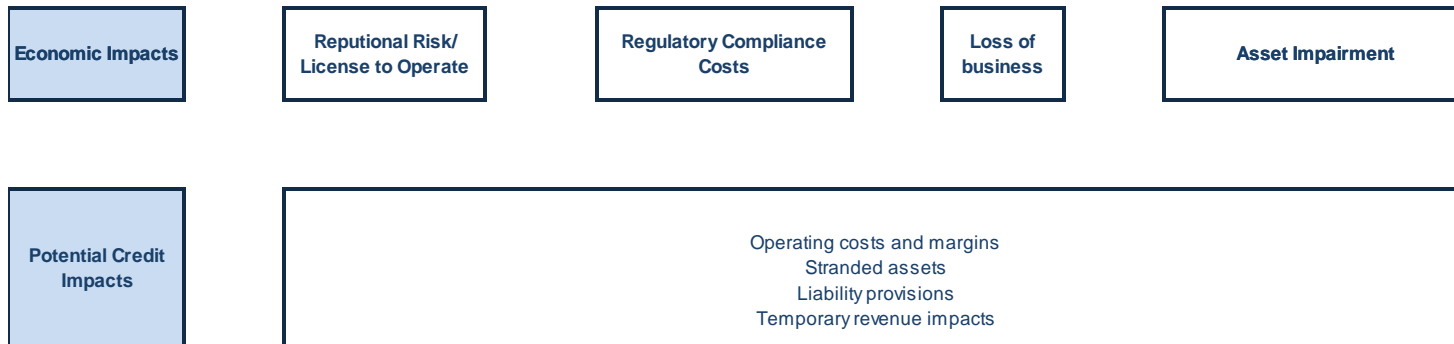 Economic Impacts
Reputional Risk/
License to Operate
Regulatory Compliance
Costs
Loss of
business
Asset Impairment
Potential Credit
Impacts
Operating costs and margins
Stranded assets
Liability provisions
Temporary revenue impacts